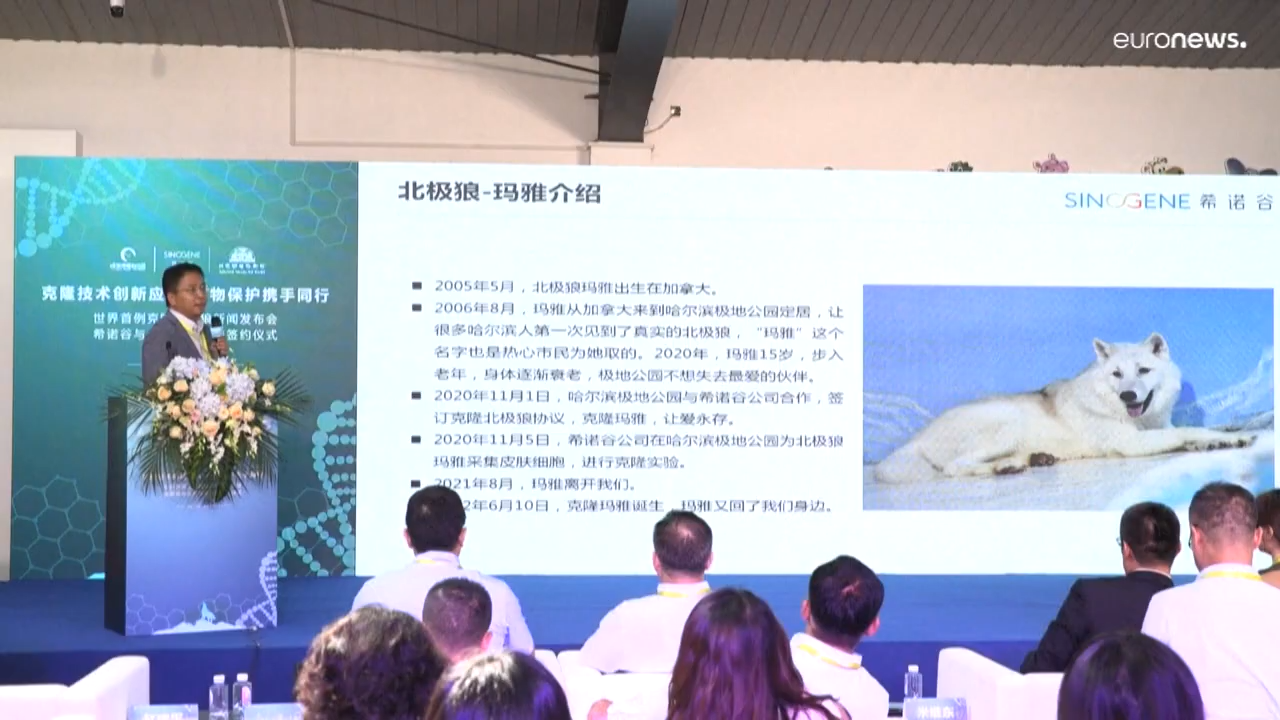 euronews.
北极狼-玛雅介绍
SINOGENE 希诺谷
SINOGENE
克隆技术创新应 物保护携手同行
世界首例克 狼新闻发布会
希诺谷与 签约仪式
■ 2005年5月，北极狼玛雅出生在加拿大。
■ 2006年8月，玛雅从加拿大来到哈尔滨极地公园定居，让
很多哈尔滨人第一次见到了真实的北极狼，“玛雅”这个
名字也是热心市民为她取的。2020年，玛雅15岁，步入
老年，身体逐渐衰老，极地公园不想失去最爱的伙伴。
■ 2020年11月1日，哈尔滨极地公园与希诺谷公司合作，签
订克隆北极狼协议，克隆玛雅，让爱永存。
■ 2020年11月5日，希诺谷公司在哈尔滨极地公园为北极狼
玛雅采集皮肤细胞，进行克隆实验。
■ 2021年8月，玛雅离开我们。
2年6月10日，克隆玛雅诞生，玛雅又回了我们身边。